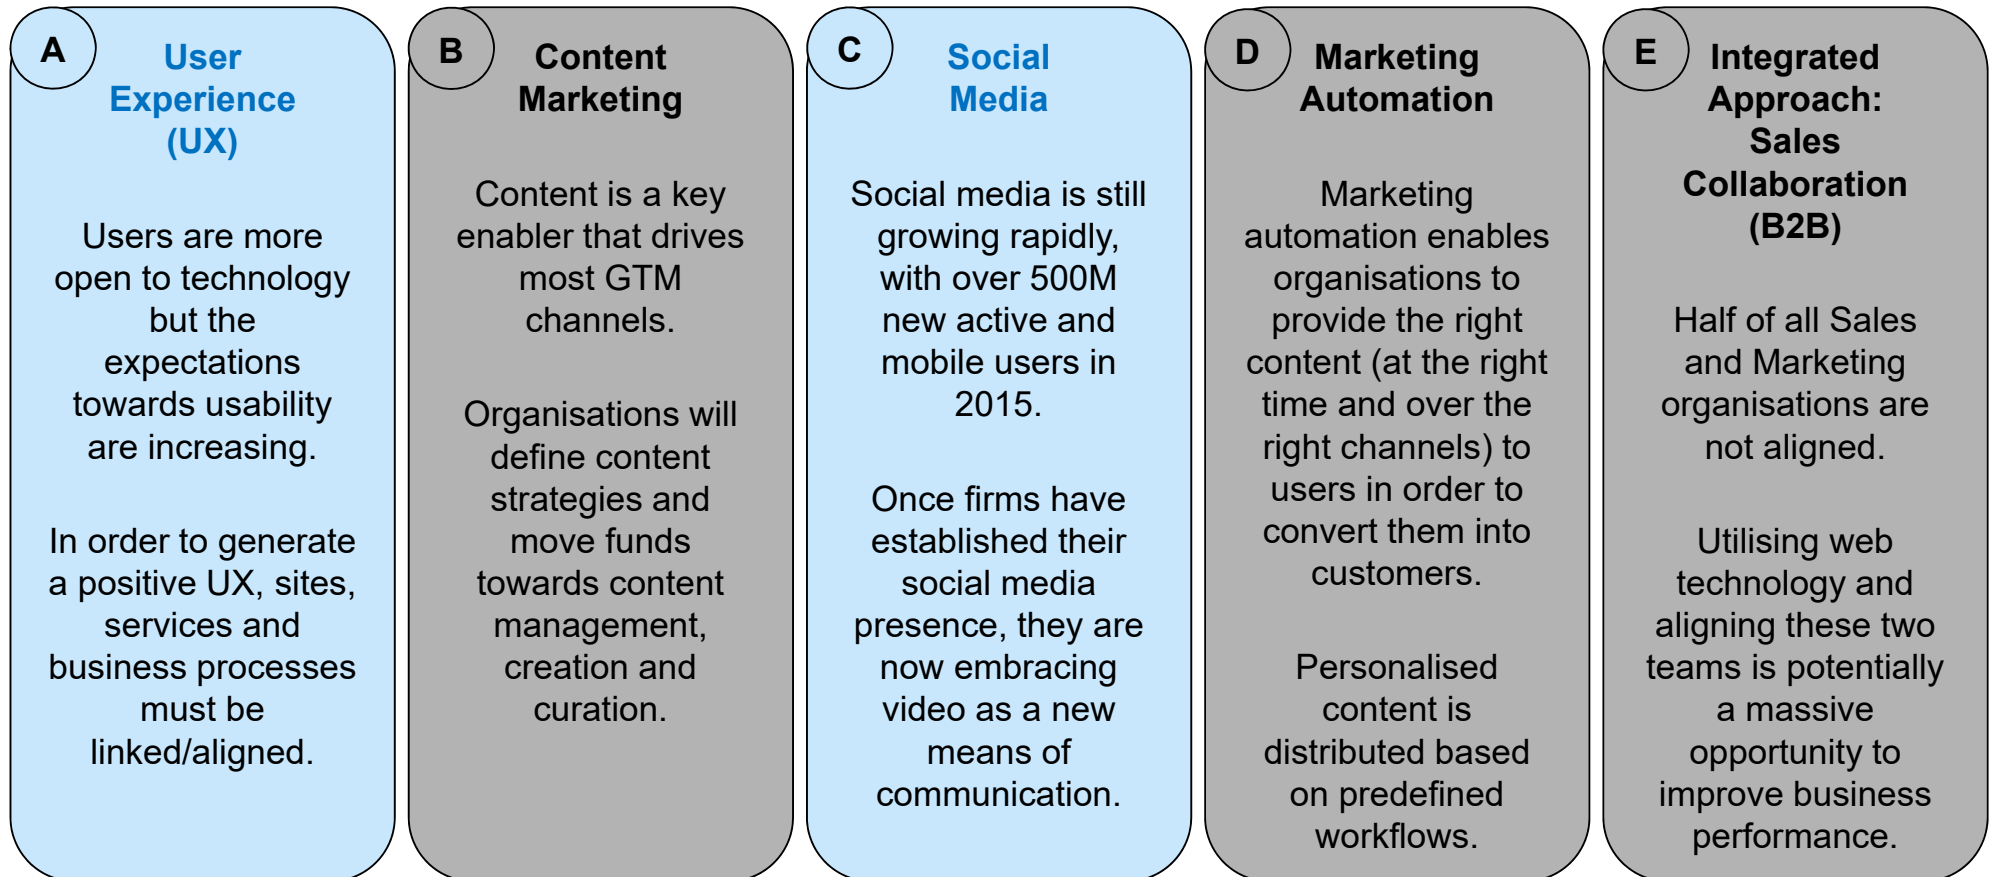 A
User
Experience
(UX)
Users are more
open to technology
but the
expectations
towards usability
are increasing.
In order to generate
a positive UX, sites,
services and
business processes
must be
linked/aligned.
B
Content
Marketing
Content is a key
enabler that drives
most GTM
channels.
Organisations will
define content
strategies and
move funds
towards content
management,
creation and
curation.
C
Social
Media
Social media is still
growing rapidly,
with over 500M
new active and
mobile users in
2015.
Once firms have
established their
social media
presence, they are
now embracing
video as a new
means of
communication.
D
Marketing
Automation
Marketing
automation enables
organisations to
provide the right
content (at the right
time and over the
right channels) to
users in order to
convert them into
customers.
Personalised
content is
distributed based
on predefined
workflows.
E
Integrated
Approach:
Sales
Collaboration
(B2B)
Half of all Sales
and Marketing
organisations are
not aligned.
Utilising web
technology and
aligning these two
teams is potentially
a massive
opportunity to
improve business
performance.